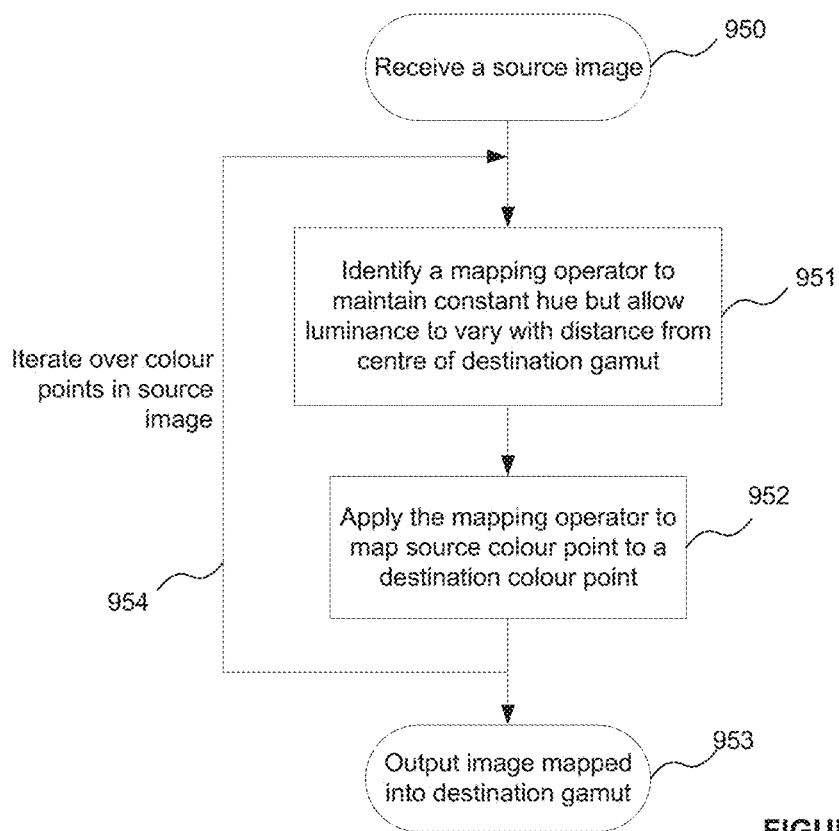 950
Receive a source image
Identify a mapping operator to
maintain constant hue but allow
luminance to vary with distance from
centre of destination gamut
951
Iterate over colour
points in source
image
Apply the mapping operator to
map source colour point to a
destination colour point
952
954
Output image mapped
into destination gamut
953